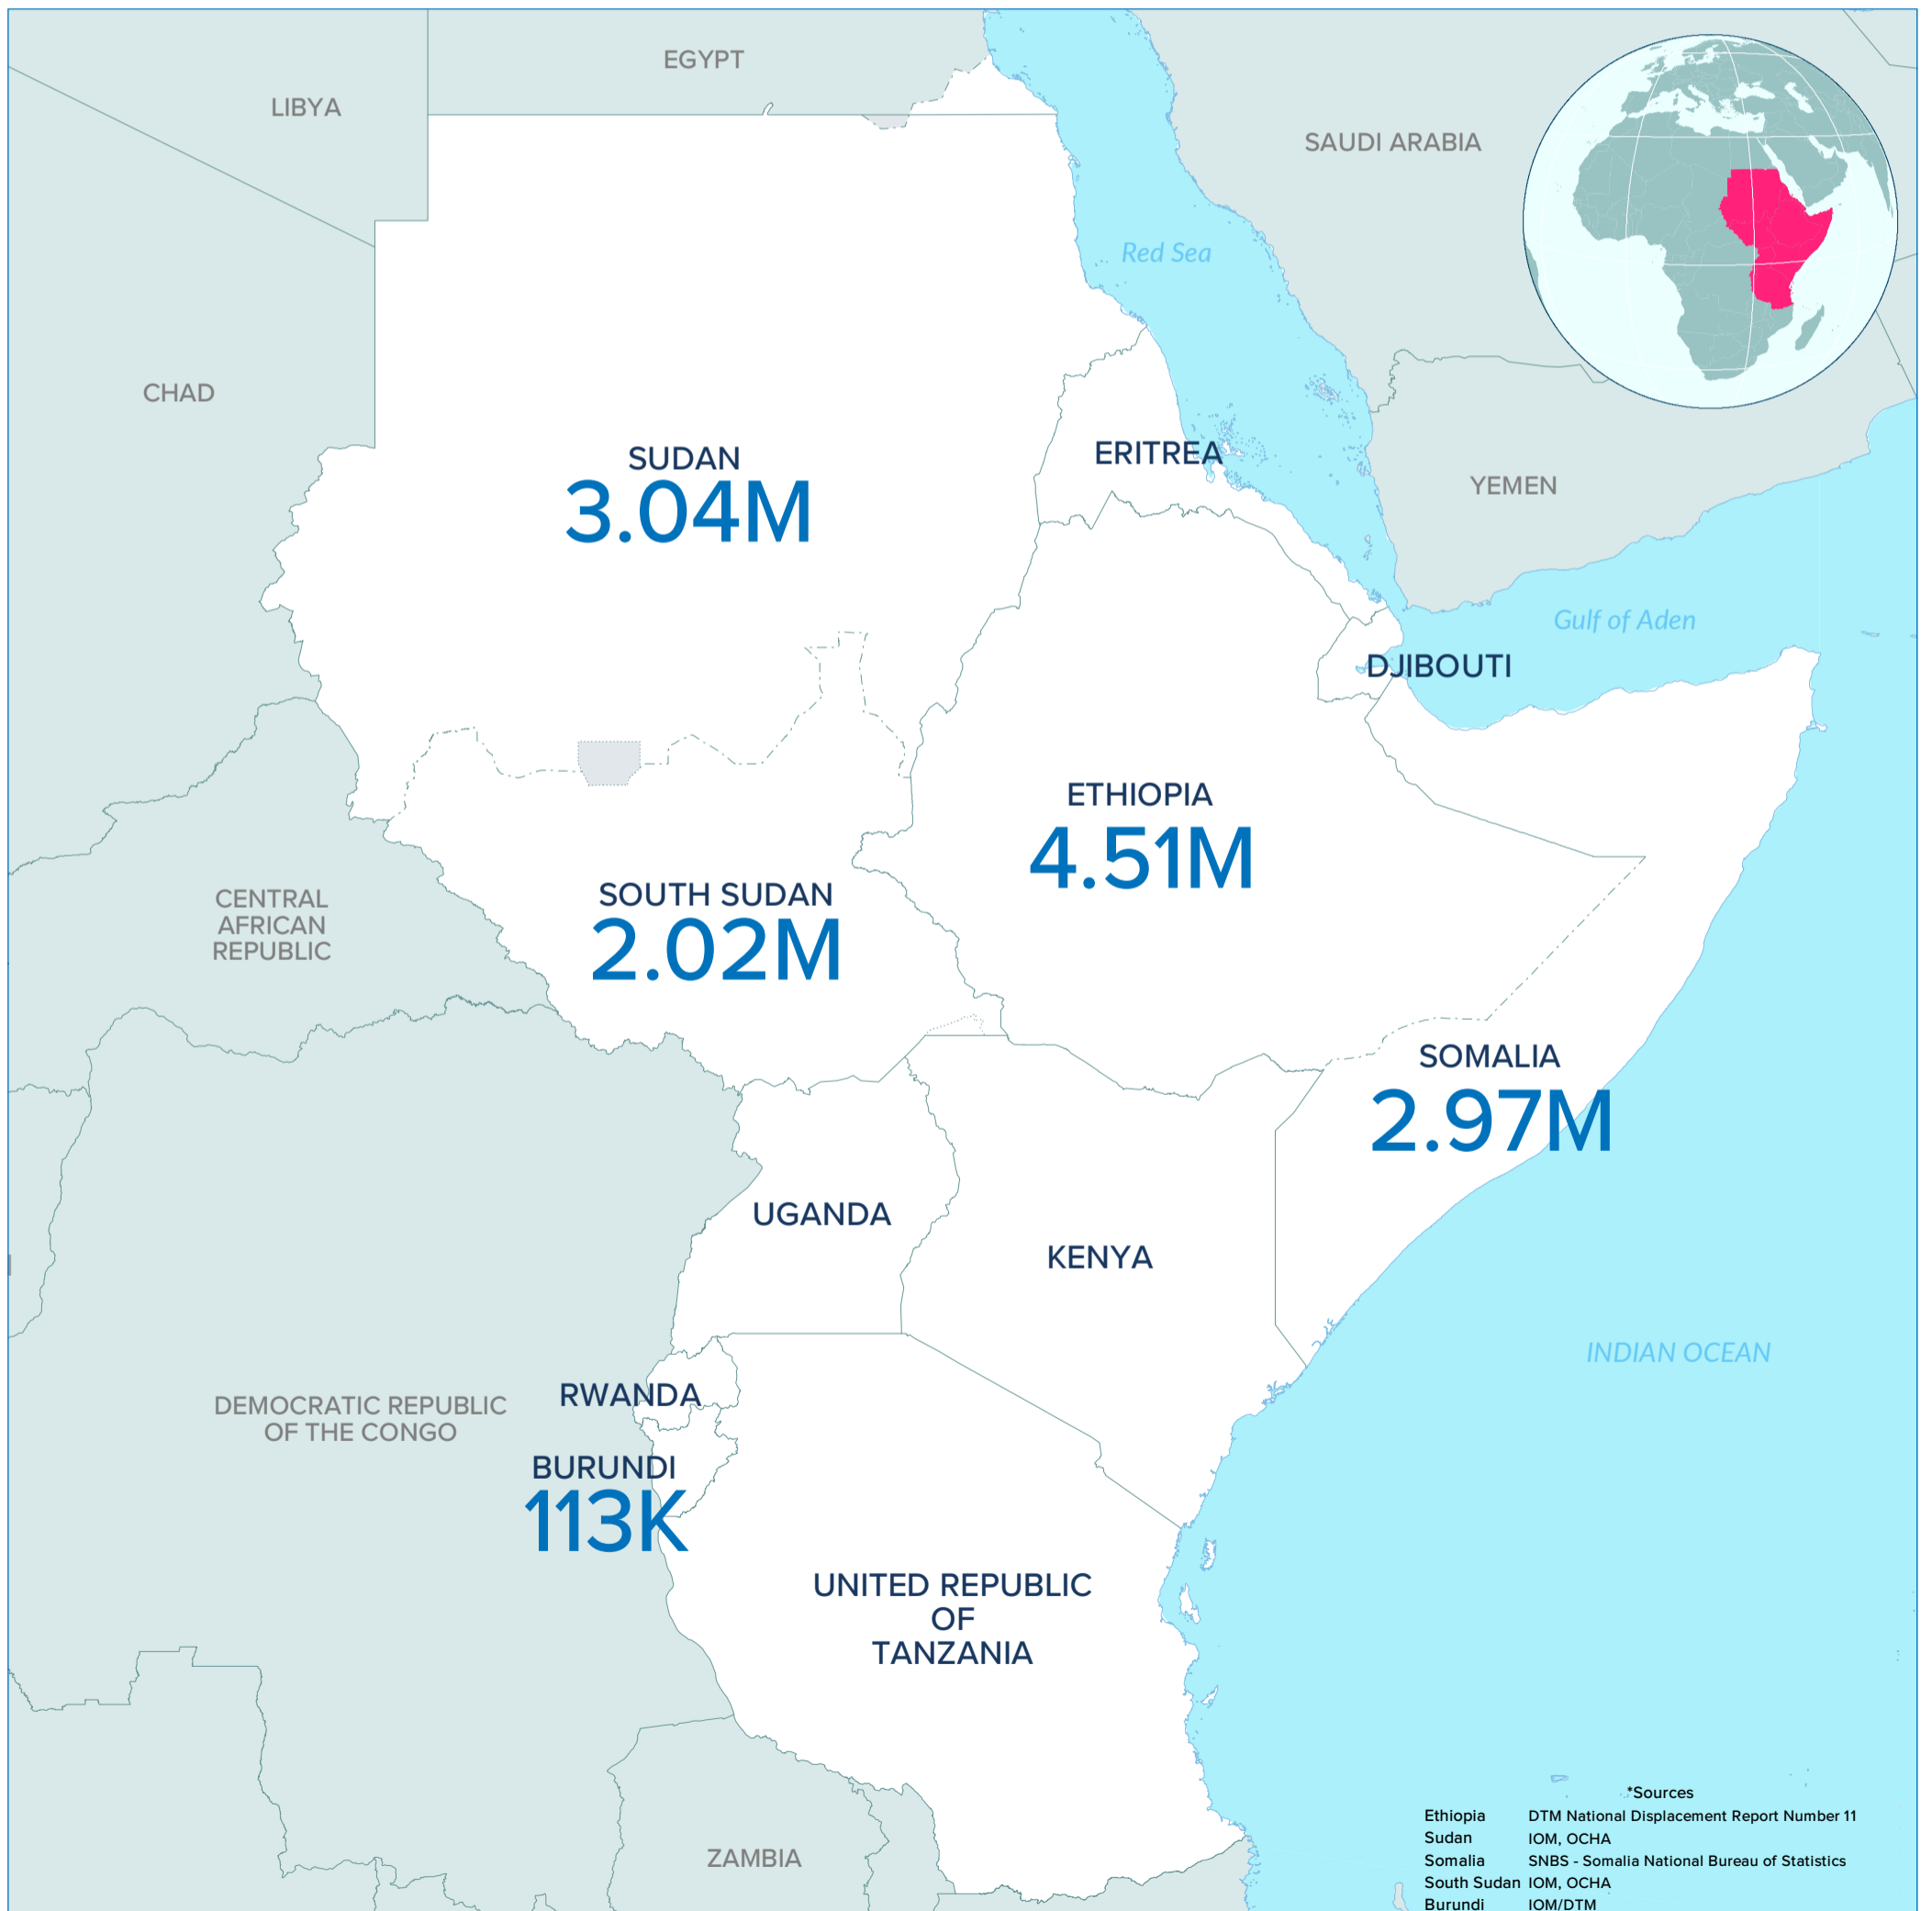 EGYPT
LIBYA
SAUDI ARABIA
Red Sea
CHAD
SUDAN
3.04M
ERITREA
YEMEN
Gulf of Aden
DJIBOUTI
ETHIOPIA
4.51M
CENTRAL
AFRICAN
REPUBLIC
SOUTH SUDAN
2.02M
SOMALIA
2.97M
UGANDA
KENYA
INDIAN OCEAN
RWANDA
DEMOCRATIC REPUBLIC
OF THE CONGO
BURUNDI
113K
UNITED REPUBLIC
OF
TANZANIA
ZAMBIA
*Sources
Ethiopia DTM National Displacement Report Number 11
Sudan IOM, OCHA
Somalia SNBS - Somalia National Bureau of Statistics
South Sudan IOM, OCHA
Burundi IOM/DTM